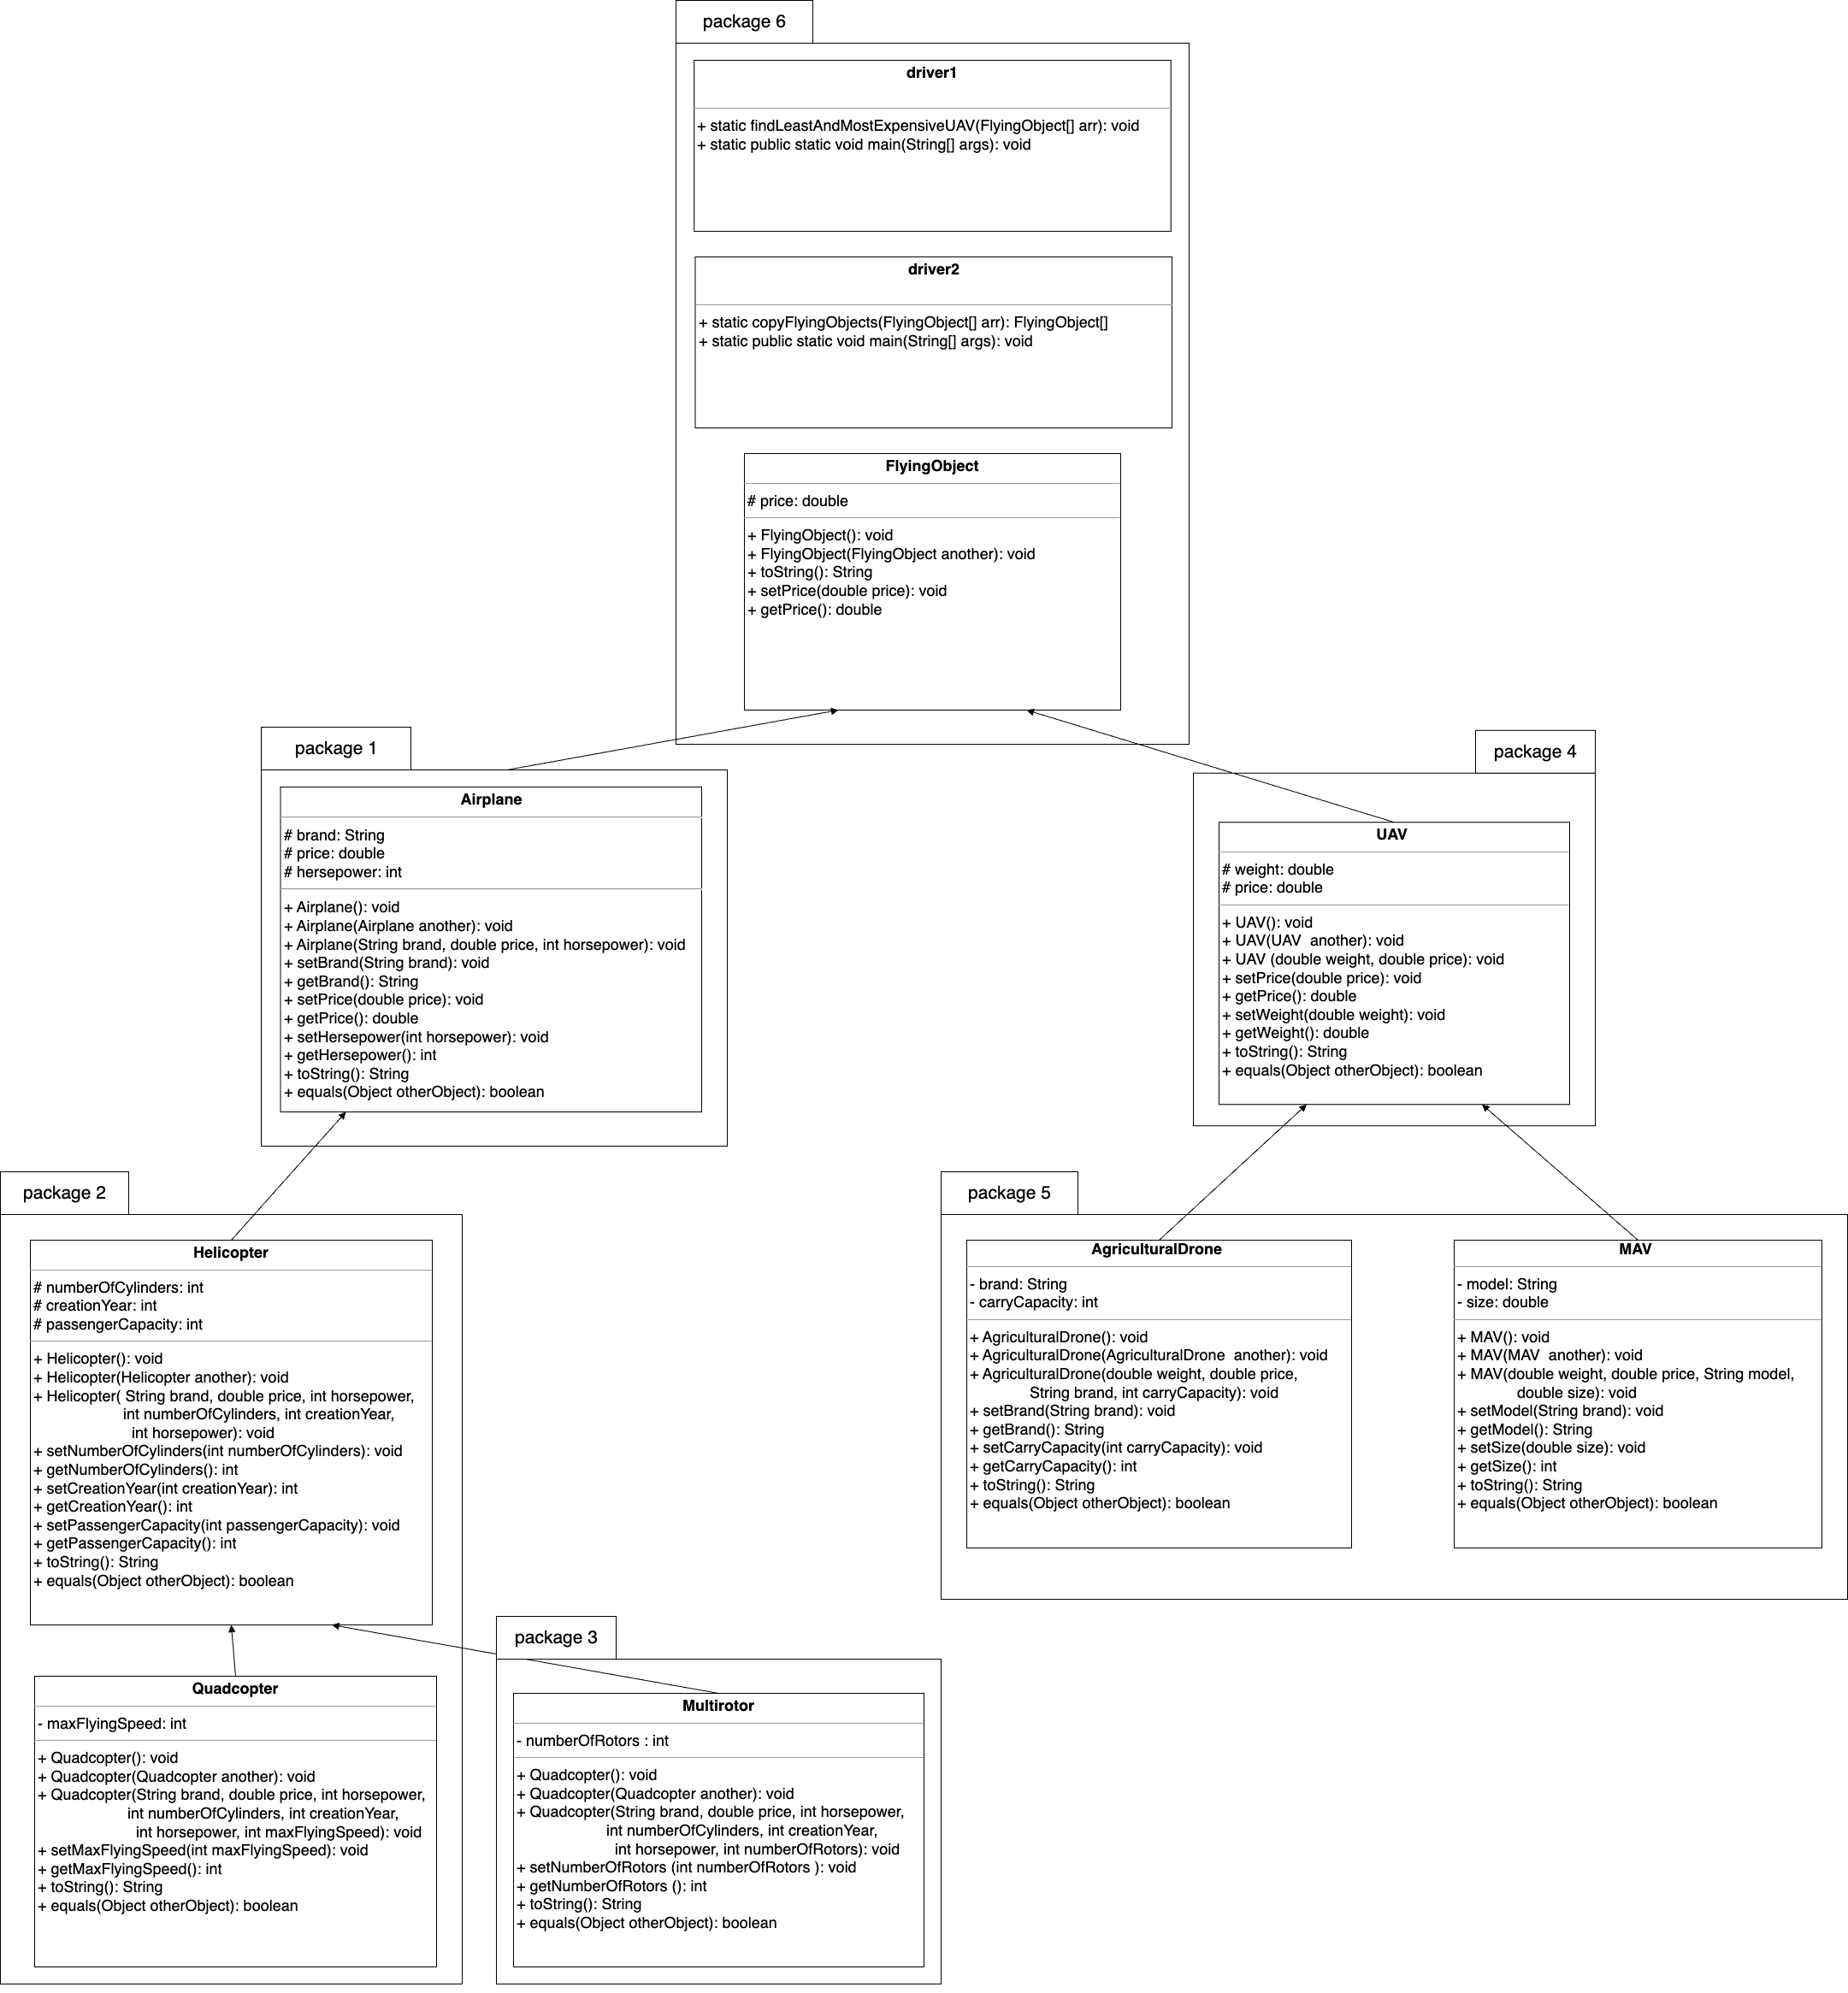 package 6
driver1
+ static findLeastAndMostExpensiveUAV(FlyingObject[] arr): void
+ static public static void main(String[] args): void
driver2
+ static copyFlyingObjects(FlyingObject[] arr): FlyingObject[]
+ static public static void main(String[] args): void
FlyingObject
# price: double
+ FlyingObject(): void
+ FlyingObject(FlyingObject another): void
+ toString(): String
+ setPrice(double price): void
+ getPrice(): double
package 1
Airplane
# brand: String
# price: double
# hersepower: int
+ Airplane(): void
+ Airplane(Airplane another): void
+ Airplane(String brand, double price, int horsepower): void
+ setBrand(String brand): void
+ getBrand(): String
+ setPrice(double price): void
+ getPrice(): double
+ setHersepower(int horsepower): void
+ getHersepower(): int
+ toString(): String
+ equals(Object otherObject): boolean
package 4
UAV
# weight: double
# price: double
+ UAV(): void
+ UAV(UAV  another): void
+ UAV (double weight, double price): void
+ setPrice(double price): void
+ getPrice(): double
+ setWeight(double weight): void
+ getWeight(): double
+ toString(): String
+ equals(Object otherObject): boolean
package 2
Helicopter
# numberOfCylinders: int
# creationYear: int
# passengerCapacity: int
+ Helicopter(): void
+ Helicopter(Helicopter another): void
+ Helicopter( String brand, double price, int horsepower,
int numberOfCylinders, int creationYear,
int horsepower): void
+ setNumberOfCylinders(int numberOfCylinders): void
+ getNumberOfCylinders(): int
+ setCreationYear(int creationYear): int
+ getCreationYear(): int
+ setPassengerCapacity(int passengerCapacity): void
+ getPassengerCapacity(): int
+ toString(): String
+ equals(Object otherObject): boolean
Quadcopter
- maxFlyingSpeed: int
+ Quadcopter(): void
+ Quadcopter(Quadcopter another): void
+ Quadcopter(String brand, double price, int horsepower,
int numberOfCylinders, int creationYear,
int horsepower, int maxFlyingSpeed): void
+ setMaxFlyingSpeed(int maxFlyingSpeed): void
+ getMaxFlyingSpeed(): int
+ toString(): String
+ equals(Object otherObject): boolean
package 3
Multirotor
- numberOfRotors : int
+ Quadcopter(): void
+ Quadcopter(Quadcopter another): void
+ Quadcopter(String brand, double price, int horsepower,
int numberOfCylinders, int creationYear,
int horsepower, int numberOfRotors): void
+ setNumberOfRotors (int numberOfRotors ): void
+ getNumberOfRotors (): int
+ toString(): String
+ equals(Object otherObject): boolean
package 5
AgriculturalDrone
- brand: String
- carryCapacity: int
+ AgriculturalDrone(): void
+ AgriculturalDrone(AgriculturalDrone  another): void
+ AgriculturalDrone(double weight, double price,
String brand, int carryCapacity): void
+ setBrand(String brand): void
+ getBrand(): String
+ setCarryCapacity(int carryCapacity): void
+ getCarryCapacity(): int
+ toString(): String
+ equals(Object otherObject): boolean
MAV
- model: String
- size: double
+ MAV(): void
+ MAV(MAV  another): void
+ MAV(double weight, double price, String model,
double size): void
+ setModel(String brand): void
+ getModel(): String
+ setSize(double size): void
+ getSize(): int
+ toString(): String
+ equals(Object otherObject): boolean